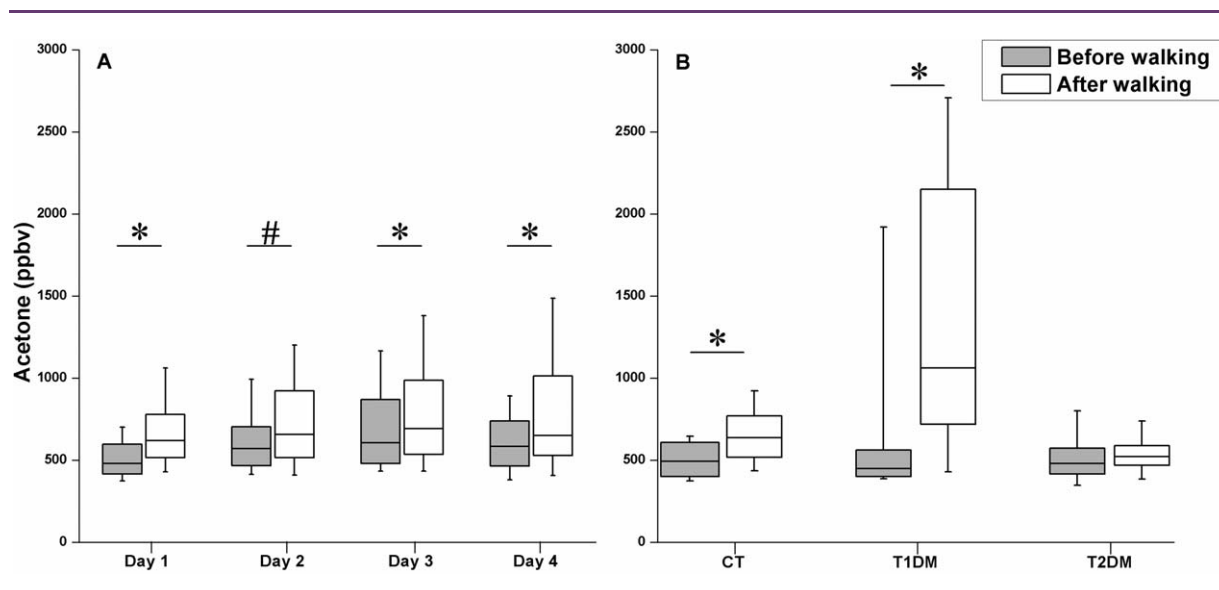 A
B
Before walking
After walking
Acetone (ppbv)
3000
2500
2000
1500
1000
500
0
* # * *
Day 1 Day 2 Day 3 Day 4
3000
2500
2000
1500
1000
500
0
* *
CT T1DM T2DM